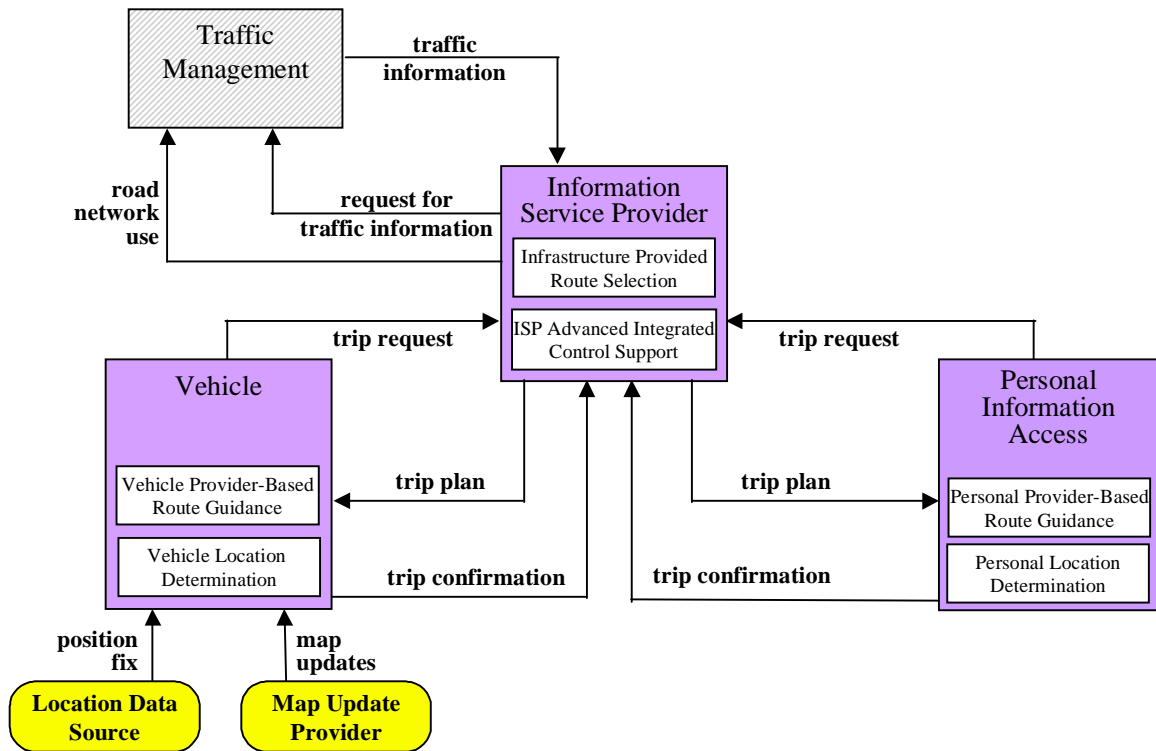 Traffic
Management
traffic
information
road
network
use
request for
traffic information
Information
Service Provider
Infrastructure Provided
Route Selection
ISP Advanced Integrated
Control Support
trip request
trip request
Vehicle
Vehicle Provider-Based
Route Guidance
Vehicle Location
Determination
Personal
Information
Access
Personal Provider-Based
Route Guidance
Personal Location
Determination
trip plan
trip plan
trip confirmation
trip confirmation
position
fix
map
updates
Location Data
Source
Map Update
Provider